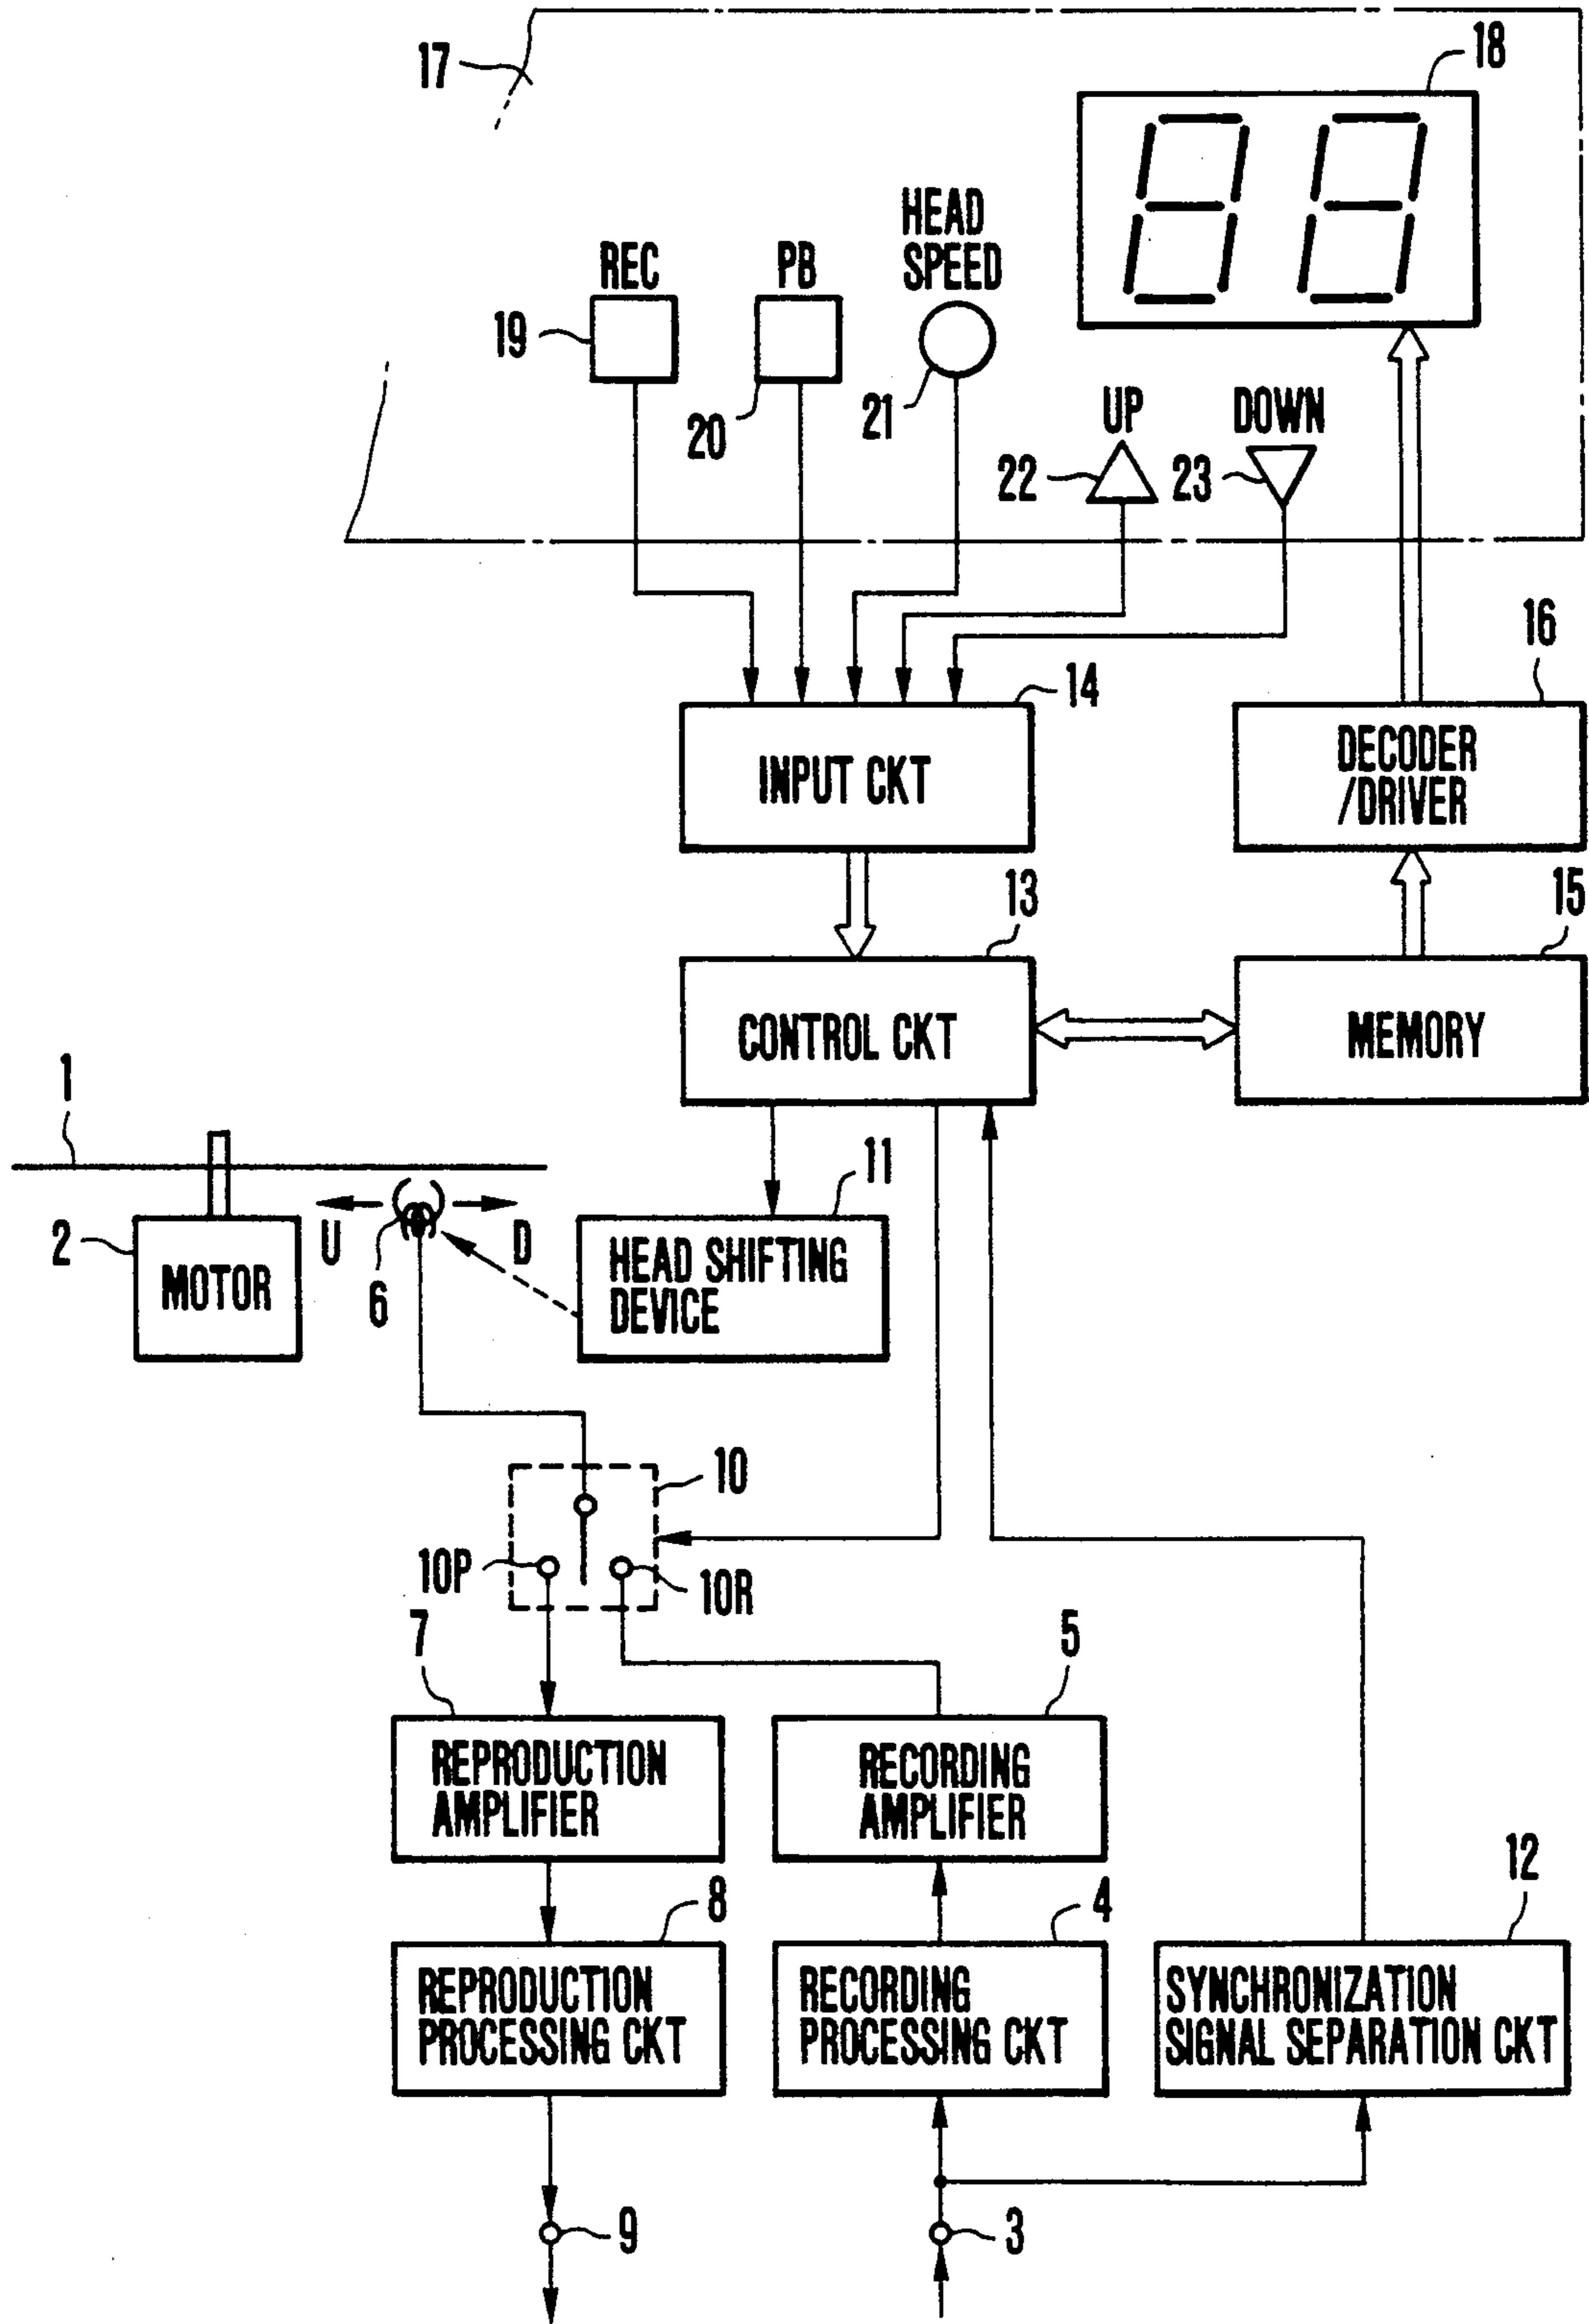 17
18
HEAD
SPEED
REC
PB
19
20
21
UP
DOWN
22
23
14
16
INPUT CKT
DECODER
/DRIVER
13
15
CONTROL CKT
MEMORY
1
11
2
U
D
6
MOTOR
HEAD SHIFTING
DEVICE
10
10P
10R
7
5
REPRODUCTION
AMPLIFIER
RECORDING
AMPLIFIER
12
8
4
REPRODUCTION
PROCESSING CKT
RECORDING
PROCESSING CKT
SYNCHRONIZATION
SIGNAL SEPARATION CKT
9
3